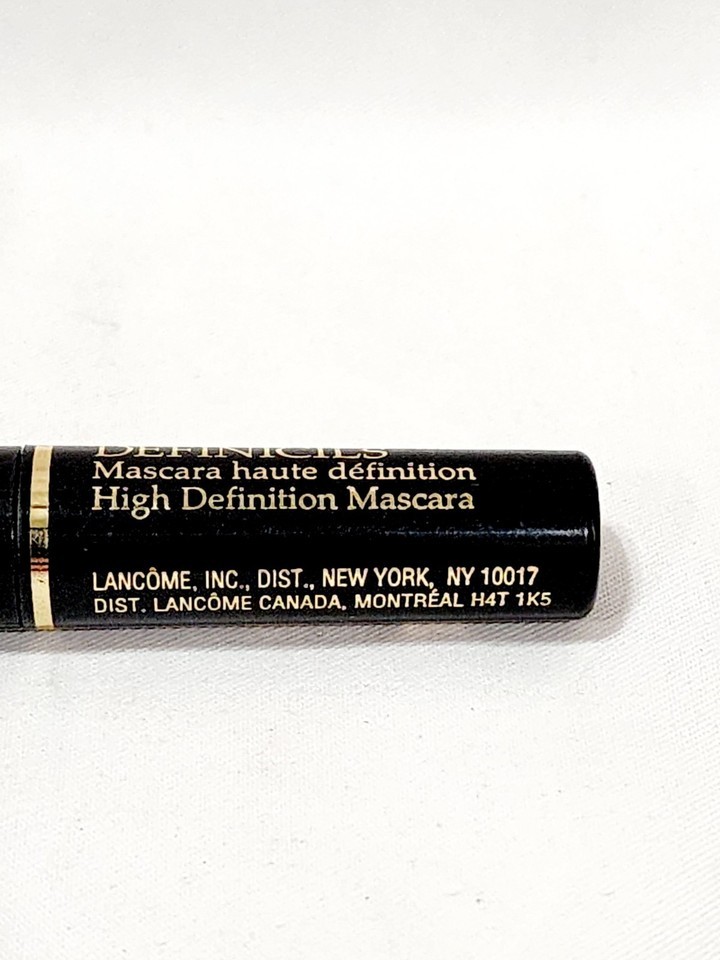 DÉFINICILS
Mascara haute définition
High Definition Mascara
LANCÔME, INC., DIST., NEW YORK, NY 10017
DIST. LANCÔME CANADA, MONTRÉAL H4T 1K5